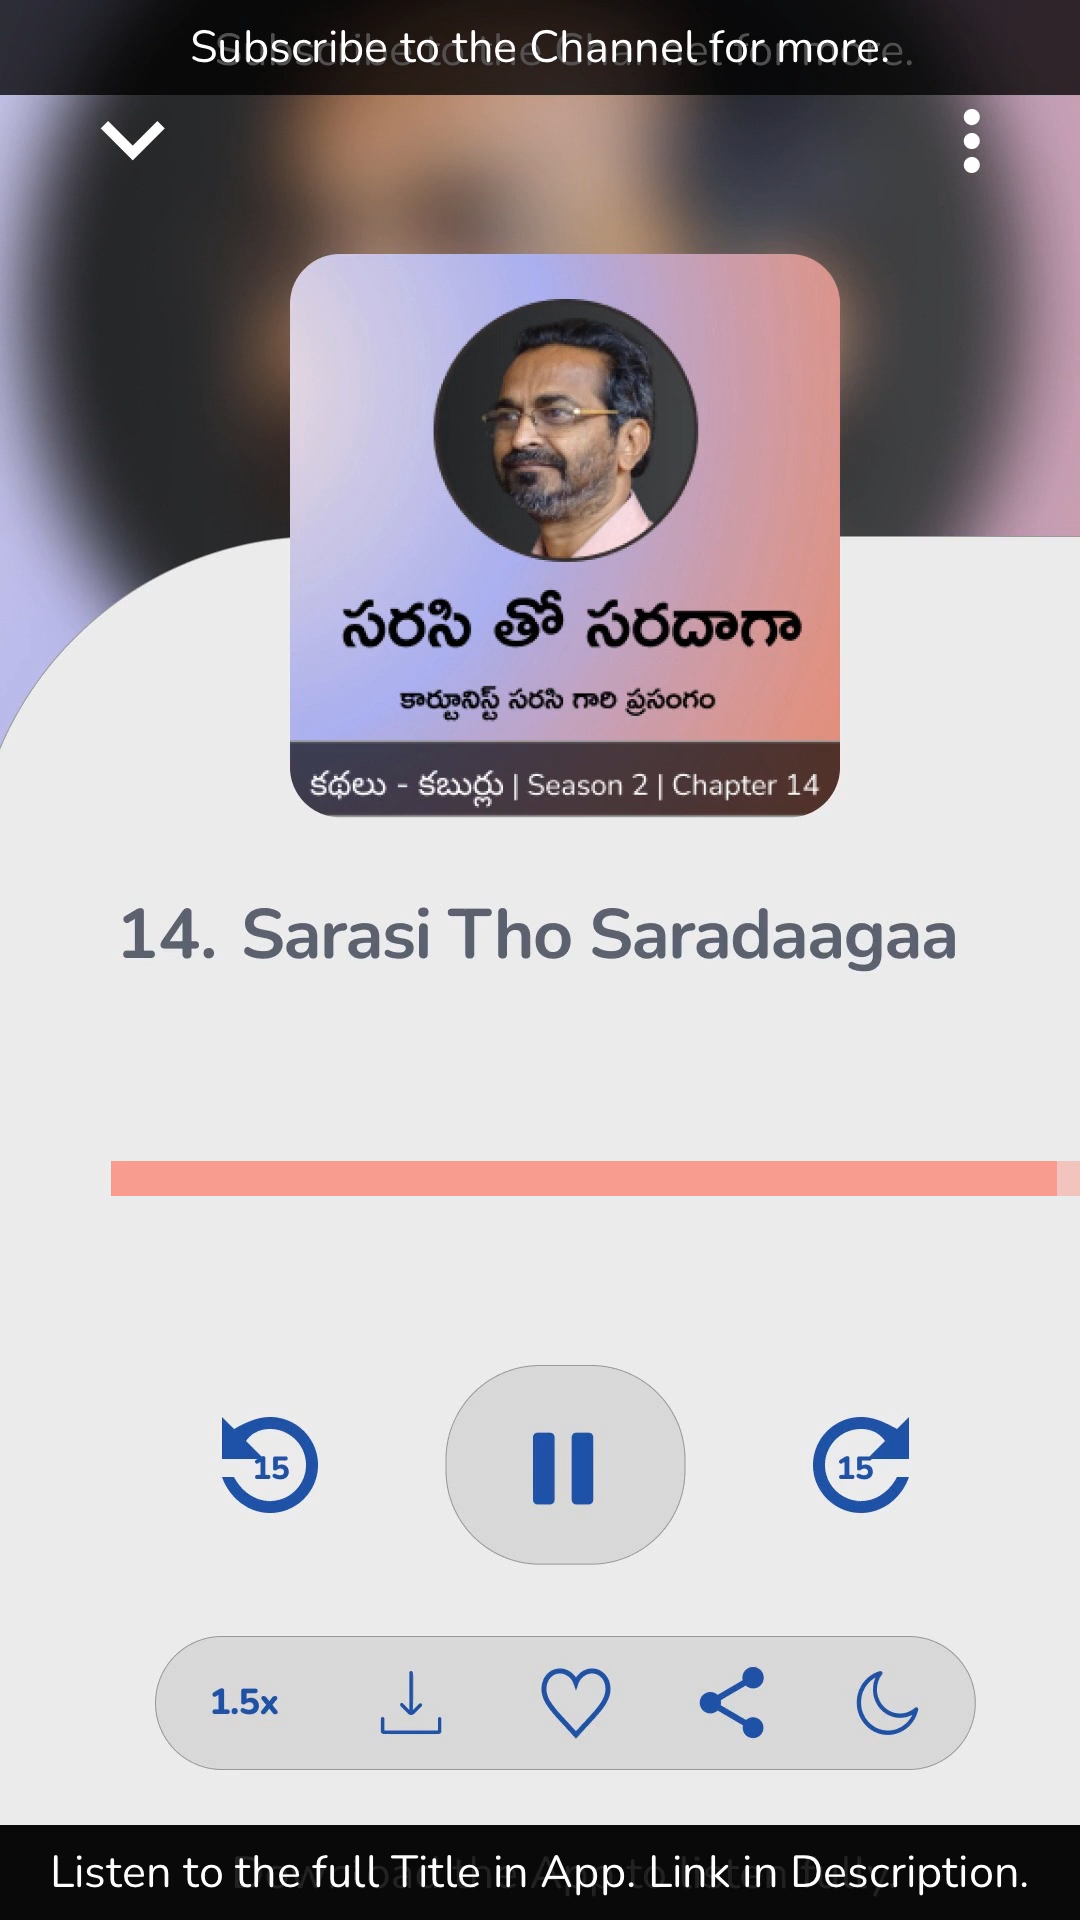 Subscribe to the Channel for more.
సరసి తో సరదాగా
కార్టూనిస్ట్ సరసి గారి ప్రసంగం
కథలు - కబుర్లు | Season 2 | Chapter 14
14. Sarasi Tho Saradaagaa
15
15
1.5x
Listen to the full Title in App. Link in Description.